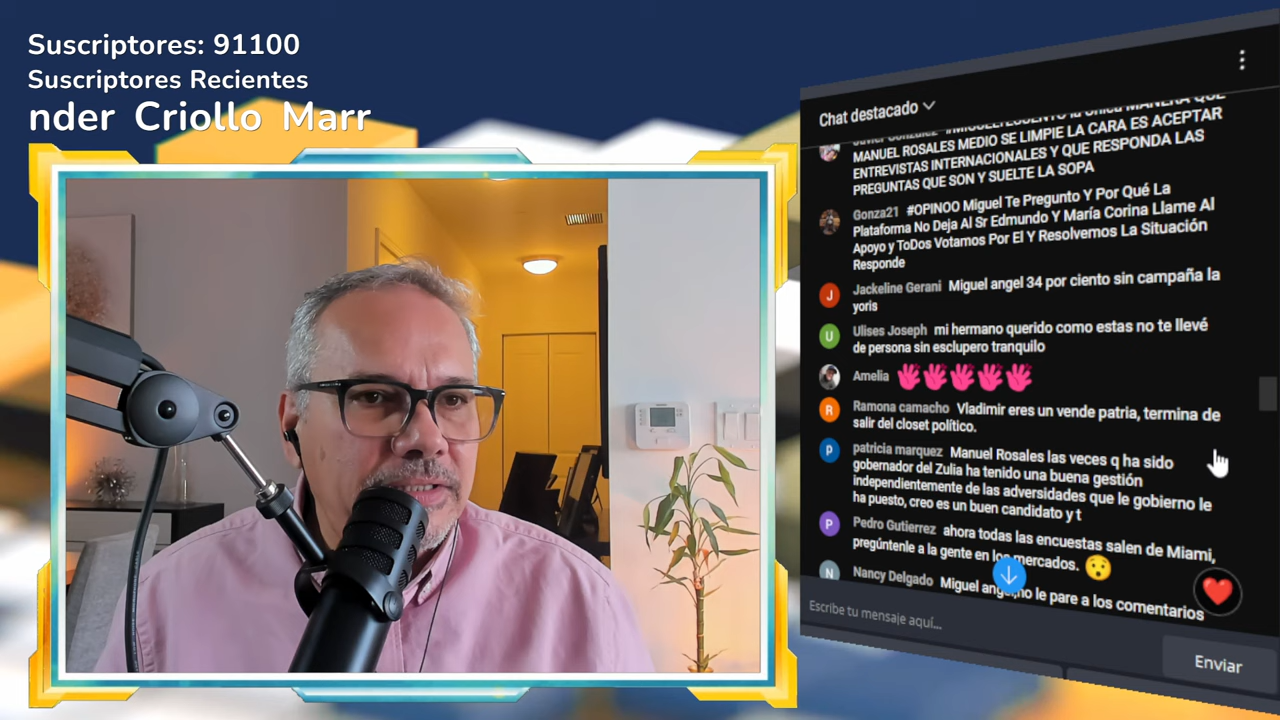 Suscriptores: 91100
Suscriptores Recientes
nder Criollo Marr
Chat destacado
MANUEL ROSALES MEDIO SE LIMPIE LA CARA ES ACEPTAR
ENTREVISTAS INTERNACIONALES Y QUE RESPONDA LAS
PREGUNTAS QUE SON Y SUELTE LA SOPA
Gonza21 #OPINOO Miguel Te Pregunto Y Por Qué La
Plataforma No Deja Al Sr Edmundo Y María Corina Llame Al
Apoyo y ToDos Votamos Por El Y Resolvemos La Situación
Responde
J Jackeline Gerani Miguel angel 34 por ciento sin campaña la
yoris
U Ulises Joseph mi hermano querido como estas no te llevé
de persona sin esclupero tranquilo
Amelia
R Ramona camacho Vladimir eres un vende patria, termina de
salir del closet político.
P patricia marquez Manuel Rosales las veces q ha sido
gobernador del Zulia ha tenido una buena gestión
independientemente de las adversidades que le gobierno le
ha puesto, creo es un buen candidato y t
P Pedro Gutierrez ahora todas las encuestas salen de Miami,
pregúntenle a la gente en los mercados.
N Nancy Delgado Miguel angel no le pare a los comentarios
Escribe tu mensaje aquí...
Enviar